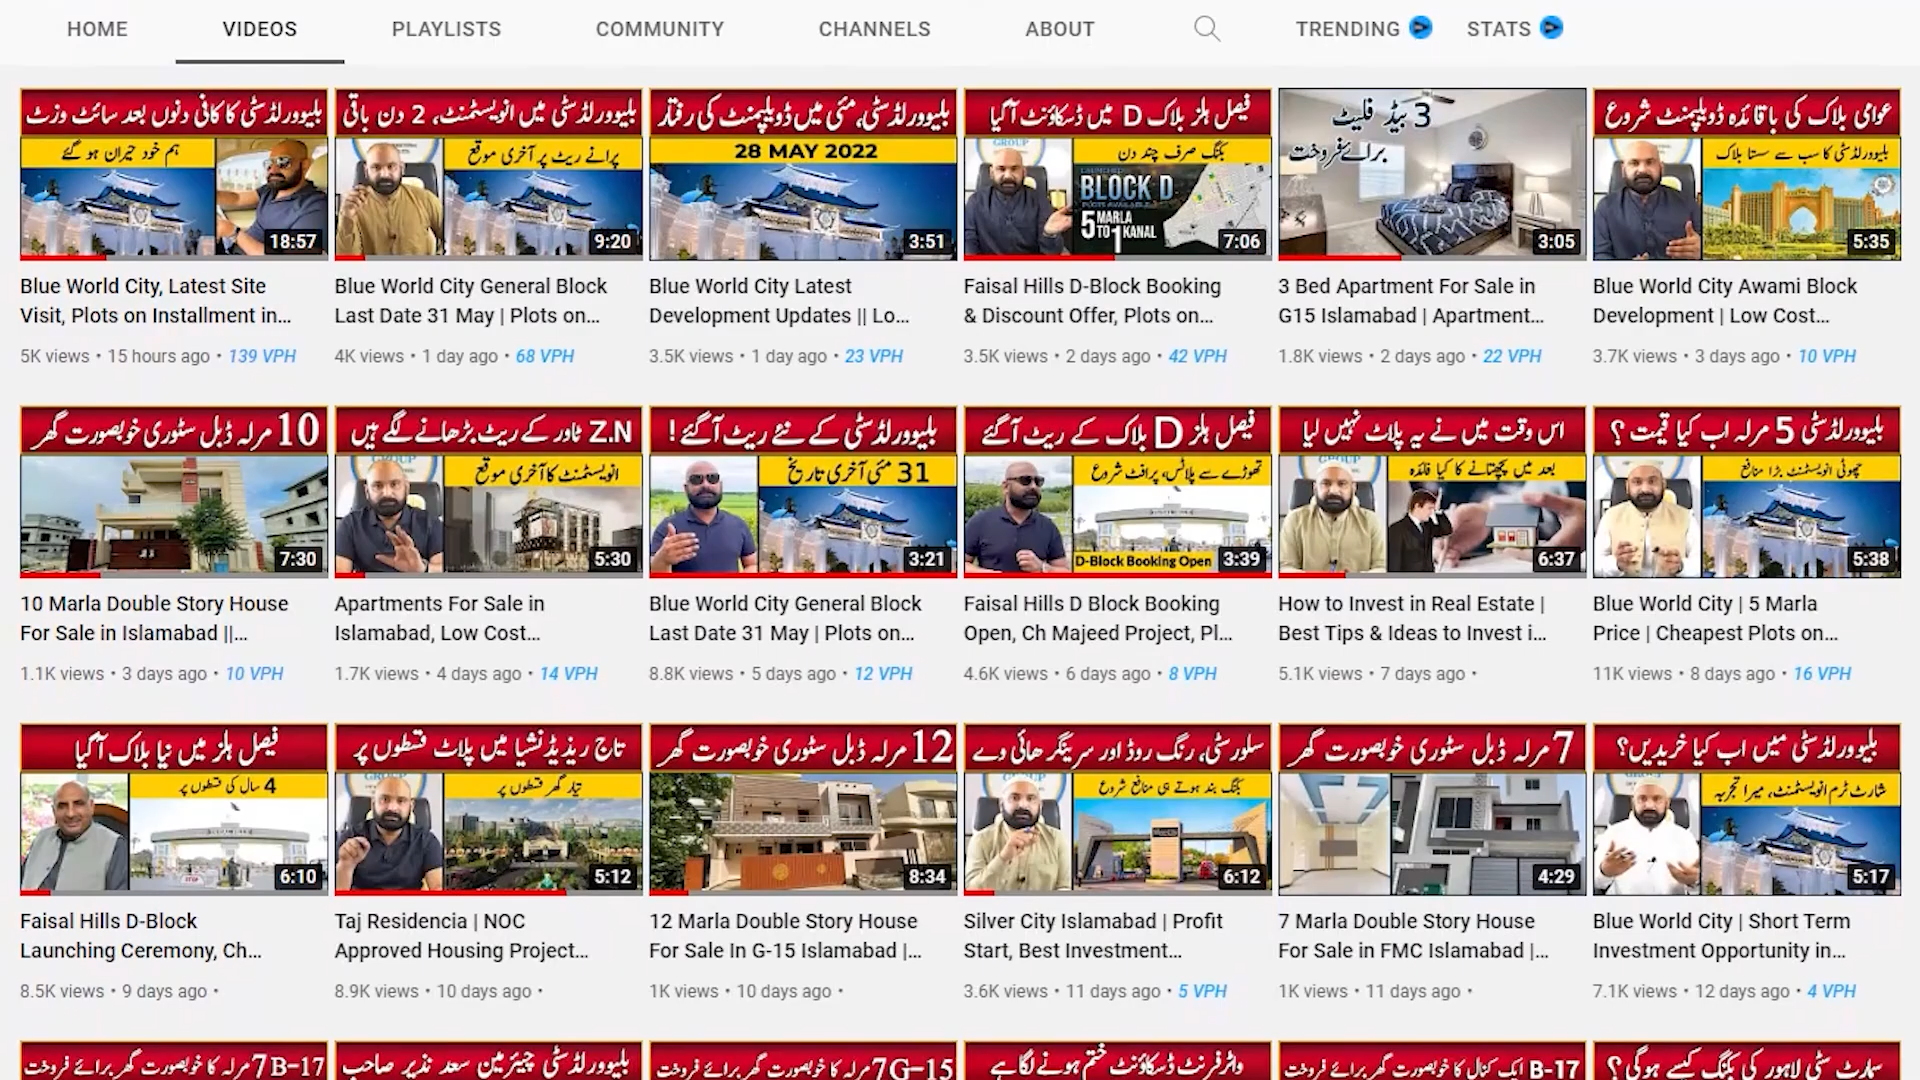 HOME
VIDEOS
PLAYLISTS
COMMUNITY
CHANNELS
ABOUT
TRENDING
STATS
بلیوورلڈسٹی کا کافی دنوں بعد سائٹ وزٹ
ہم خود حیران ہو گئے
18:57
Blue World City, Latest Site
Visit, Plots on Installment in...
5K views • 15 hours ago • 139 VPH
بلیوورلڈسٹی میں انویسٹمنٹ، 2 دن باقی
پرانے ریٹ پر آخری موقع
9:20
Blue World City General Block
Last Date 31 May | Plots on...
4K views • 1 day ago • 68 VPH
بلیوورلڈسٹی، مئی میں ڈویلپمنٹ کی رفتار
28 MAY 2022
3:51
Blue World City Latest
Development Updates || Lo...
3.5K views • 1 day ago • 23 VPH
فیصل ہلز بلاک D میں ڈسکاؤنٹ آگیا
بکنگ صرف چند دن
BLOCK D
5 MARLA
TO 1 KANAL
7:06
Faisal Hills D-Block Booking
& Discount Offer, Plots on...
3.5K views • 2 days ago • 42 VPH
3 بیڈ فلیٹ
برائے فروخت
3:05
3 Bed Apartment For Sale in
G15 Islamabad | Apartment...
1.8K views • 2 days ago • 22 VPH
عوامی بلاک کی باقائدہ ڈویلپمنٹ شروع
بلیوورلڈسٹی کا سب سے سستا بلاک
5:35
Blue World City Awami Block
Development | Low Cost...
3.7K views • 3 days ago • 10 VPH
10 مرلہ ڈبل سٹوری خوبصورت گھر
7:30
10 Marla Double Story House
For Sale in Islamabad ||...
1.1K views • 3 days ago • 10 VPH
Z.N ٹاور کے ریٹ بڑھانے لگے ہیں
انویسٹمنٹ کا آخری موقع
5:30
Apartments For Sale in
Islamabad, Low Cost...
1.7K views • 4 days ago • 14 VPH
بلیوورلڈسٹی کے نئے ریٹ آگئے !
31 مئی آخری تاریخ
3:21
Blue World City General Block
Last Date 31 May | Plots on...
8.8K views • 5 days ago • 12 VPH
فیصل ہلز D بلاک کے ریٹ آگئے
تھوڑے سے پلاٹس، پرافٹ شروع
D-Block Booking Open
3:39
Faisal Hills D Block Booking
Open, Ch Majeed Project, Pl...
4.6K views • 6 days ago • 8 VPH
اس وقت میں نے یہ پلاٹ نہیں لیا
بعد میں پچھتانے کا کیا فائدہ
6:37
How to Invest in Real Estate |
Best Tips & Ideas to Invest i...
5.1K views • 7 days ago •
بلیوورلڈسٹی 5 مرلہ اب کیا قیمت ؟
چھوٹی انویسٹمنٹ بڑا منافع
5:38
Blue World City | 5 Marla
Price | Cheapest Plots on...
11K views • 8 days ago • 16 VPH
فیصل ہلز میں نیا بلاک آگیا
4 سال کی قسطوں پر
6:10
Faisal Hills D-Block
Launching Ceremony, Ch...
8.5K views • 9 days ago •
تاج ریذیڈنشیا میں پلاٹ قسطوں پر
تیار گھر قسطوں پر
5:12
Taj Residencia | NOC
Approved Housing Project...
8.9K views • 10 days ago •
12 مرلہ ڈبل سٹوری خوبصورت گھر
8:34
12 Marla Double Story House
For Sale In G-15 Islamabad |...
1K views • 10 days ago •
سلورسٹی، رنگ روڈ اور سرینگر ھائی وے
بکنگ بند ہوتے ہی منافع شروع
6:12
Silver City Islamabad | Profit
Start, Best Investment...
3.6K views • 11 days ago • 5 VPH
7 مرلہ ڈبل سٹوری خوبصورت گھر
4:29
7 Marla Double Story House
For Sale in FMC Islamabad |...
1K views • 11 days ago •
بلیوورلڈسٹی میں اب کیا خریدیں؟
شارٹ ٹرم انویسٹمنٹ، میرا تجربہ
5:17
Blue World City | Short Term
Investment Opportunity in...
7.1K views • 12 days ago • 4 VPH
7 B-17 مرلہ کا خوبصورت گھر برائے فروخت
بلیوورلڈسٹی چیئرمین سعد نذیر صاحب
7 G-15 مرلہ کا خوبصورت گھر برائے فروخت
واٹرفرنٹ ڈسکاؤنٹ ختم ہونے لگا ہے
B-17 ایک کنال کا خوبصورت گھر برائے فروخت
سمارٹ سٹی لاہور کی بکنگ کیسے ہوگی؟